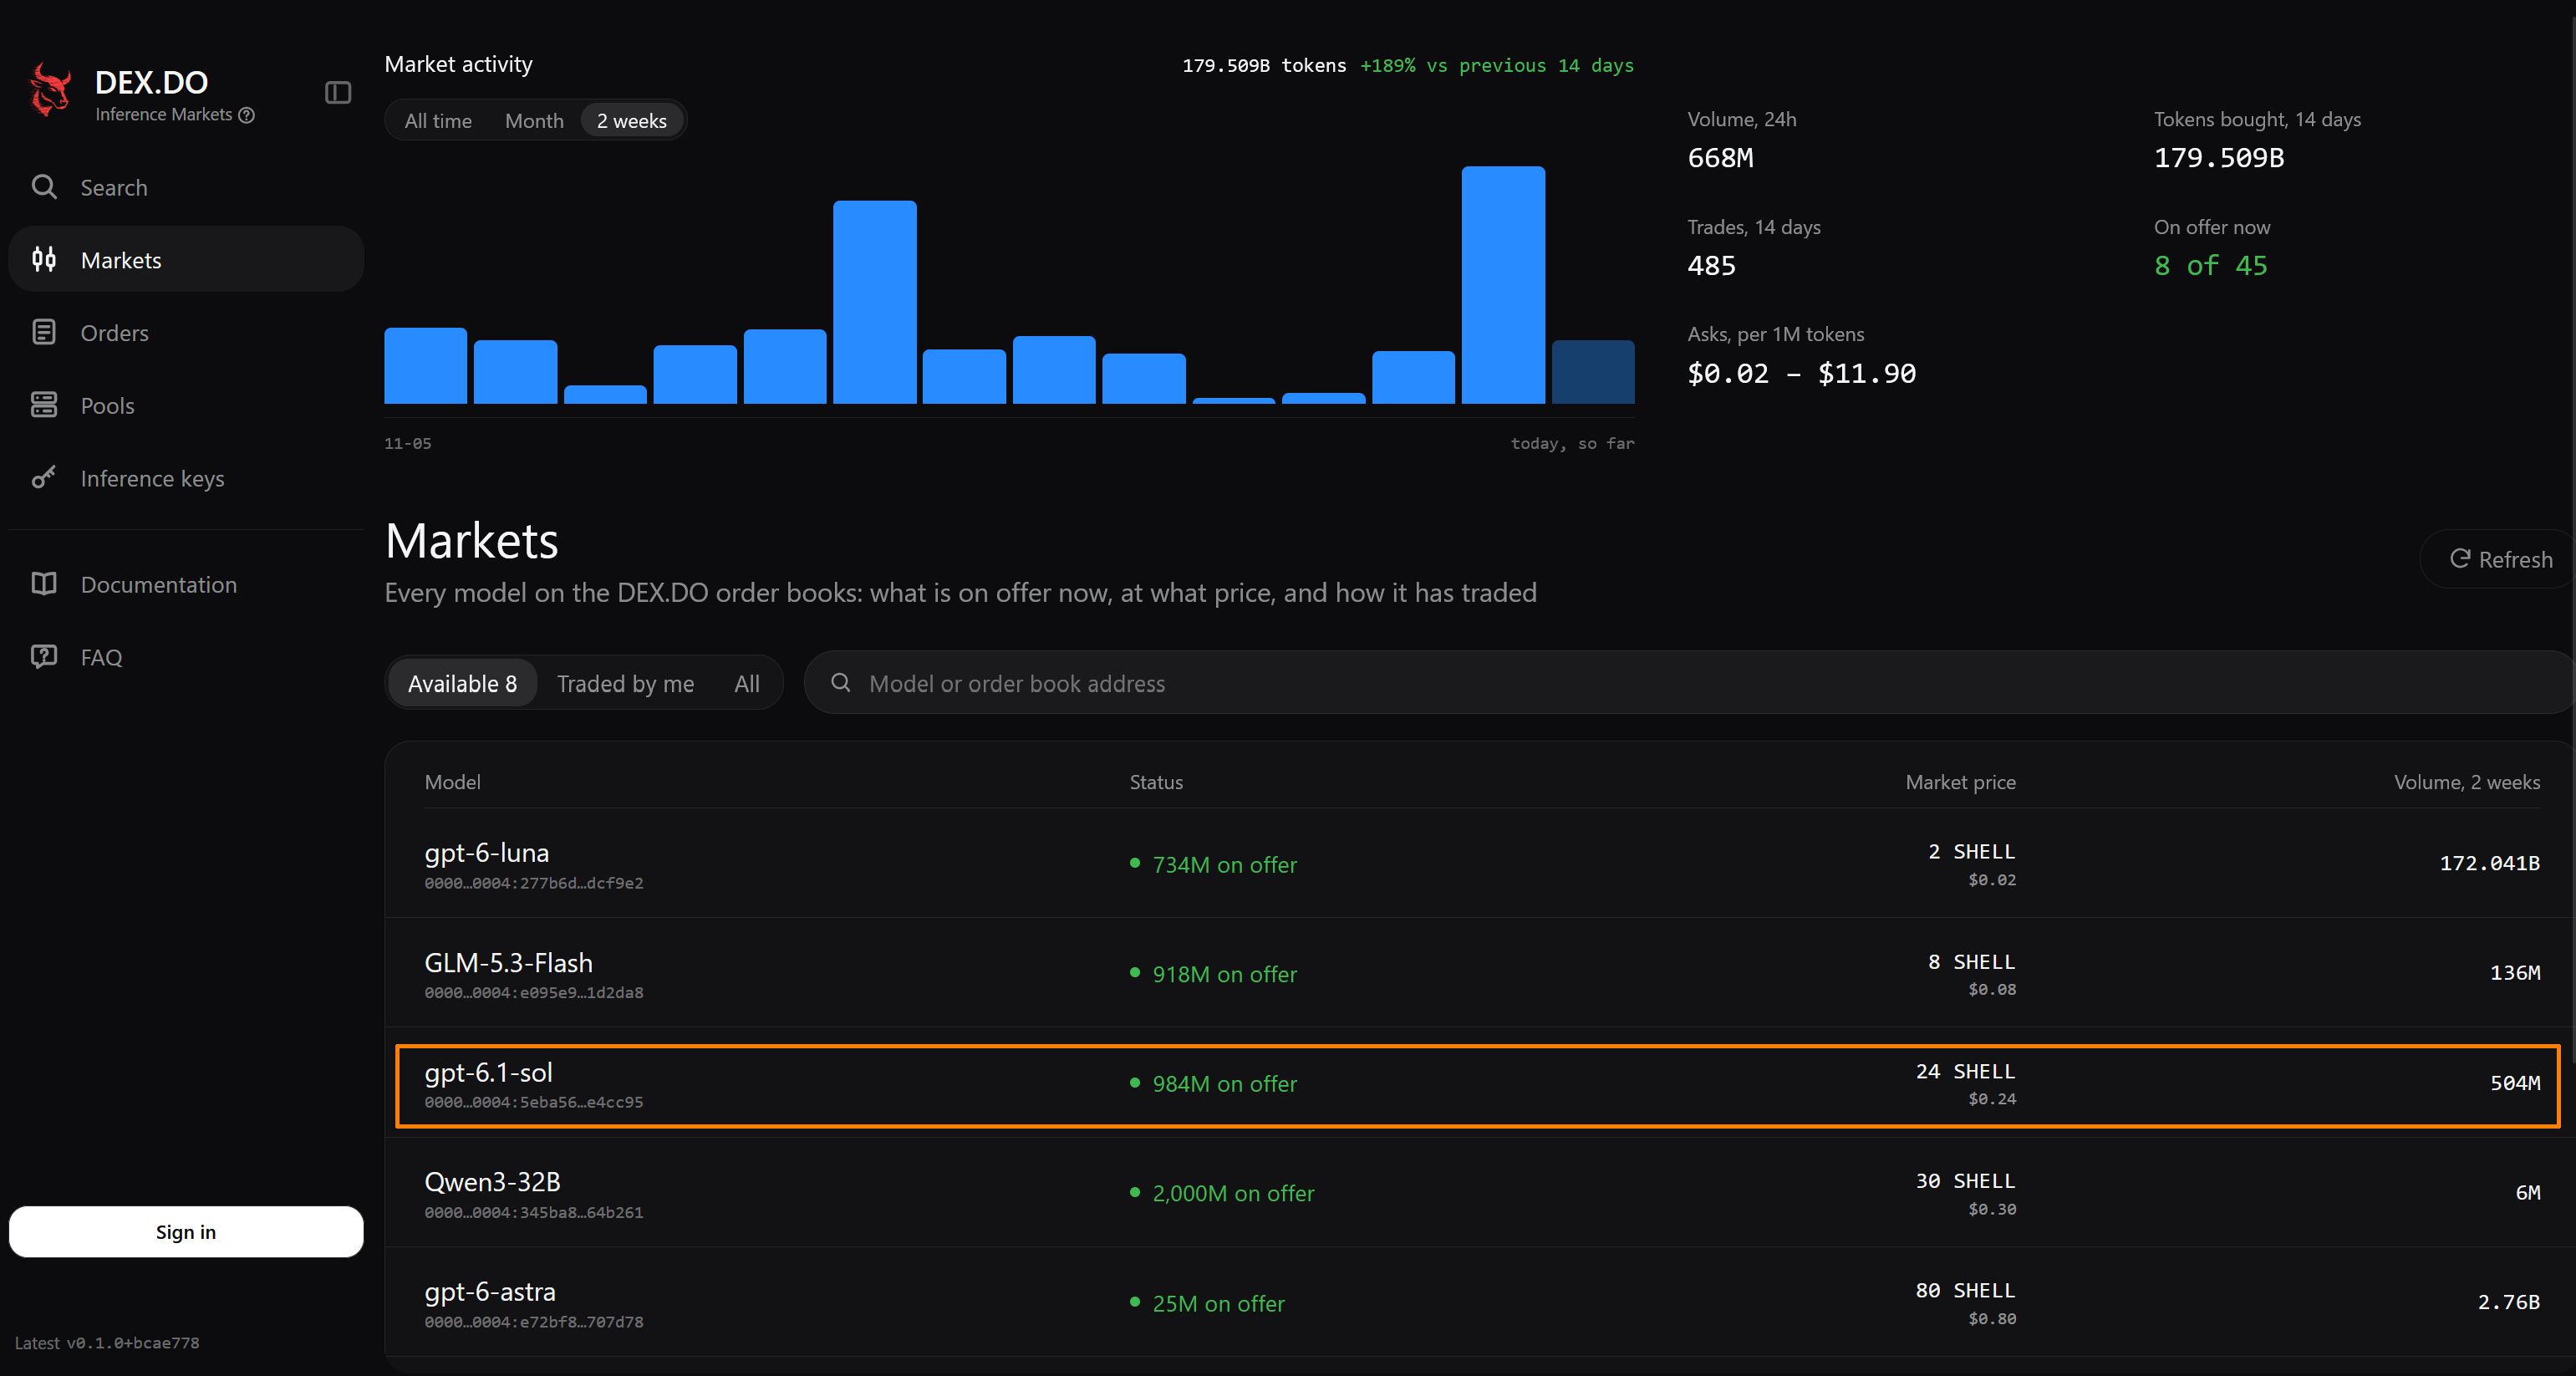 DEX.DO
Inference Markets
Search
Markets
Orders
Pools
Inference keys
Documentation
FAQ
Sign in
Latest v0.1.0+bcae778
Market activity
179.509B tokens +189% vs previous 14 days
All time Month 2 weeks
11-05 today, so far
Volume, 24h
668M
Tokens bought, 14 days
179.509B
Trades, 14 days
485
On offer now
8 of 45
Asks, per 1M tokens
$0.02 – $11.90
Markets
Every model on the DEX.DO order books: what is on offer now, at what price, and how it has traded
Refresh
Available 8 Traded by me All
Model or order book address
Model Status Market price Volume, 2 weeks
gpt-6-luna
0000…0004:277b6d…dcf9e2
734M on offer
2 SHELL
$0.02
172.041B
GLM-5.3-Flash
0000…0004:e095e9…1d2da8
918M on offer
8 SHELL
$0.08
136M
gpt-6.1-sol
0000…0004:5eba56…e4cc95
984M on offer
24 SHELL
$0.24
504M
Qwen3-32B
0000…0004:345ba8…64b261
2,000M on offer
30 SHELL
$0.30
6M
gpt-6-astra
0000…0004:e72bf8…707d78
25M on offer
80 SHELL
$0.80
2.76B